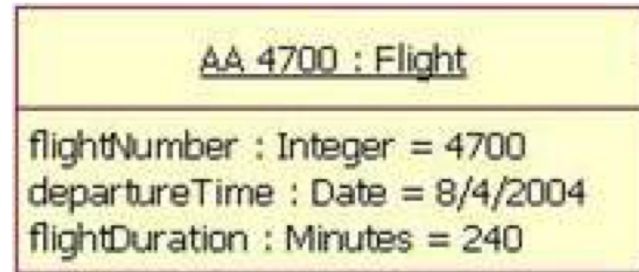 AA 4700 : Flight
flightNumber : Integer = 4700
departureTime : Date = 8/4/2004
flightDuration : Minutes = 240